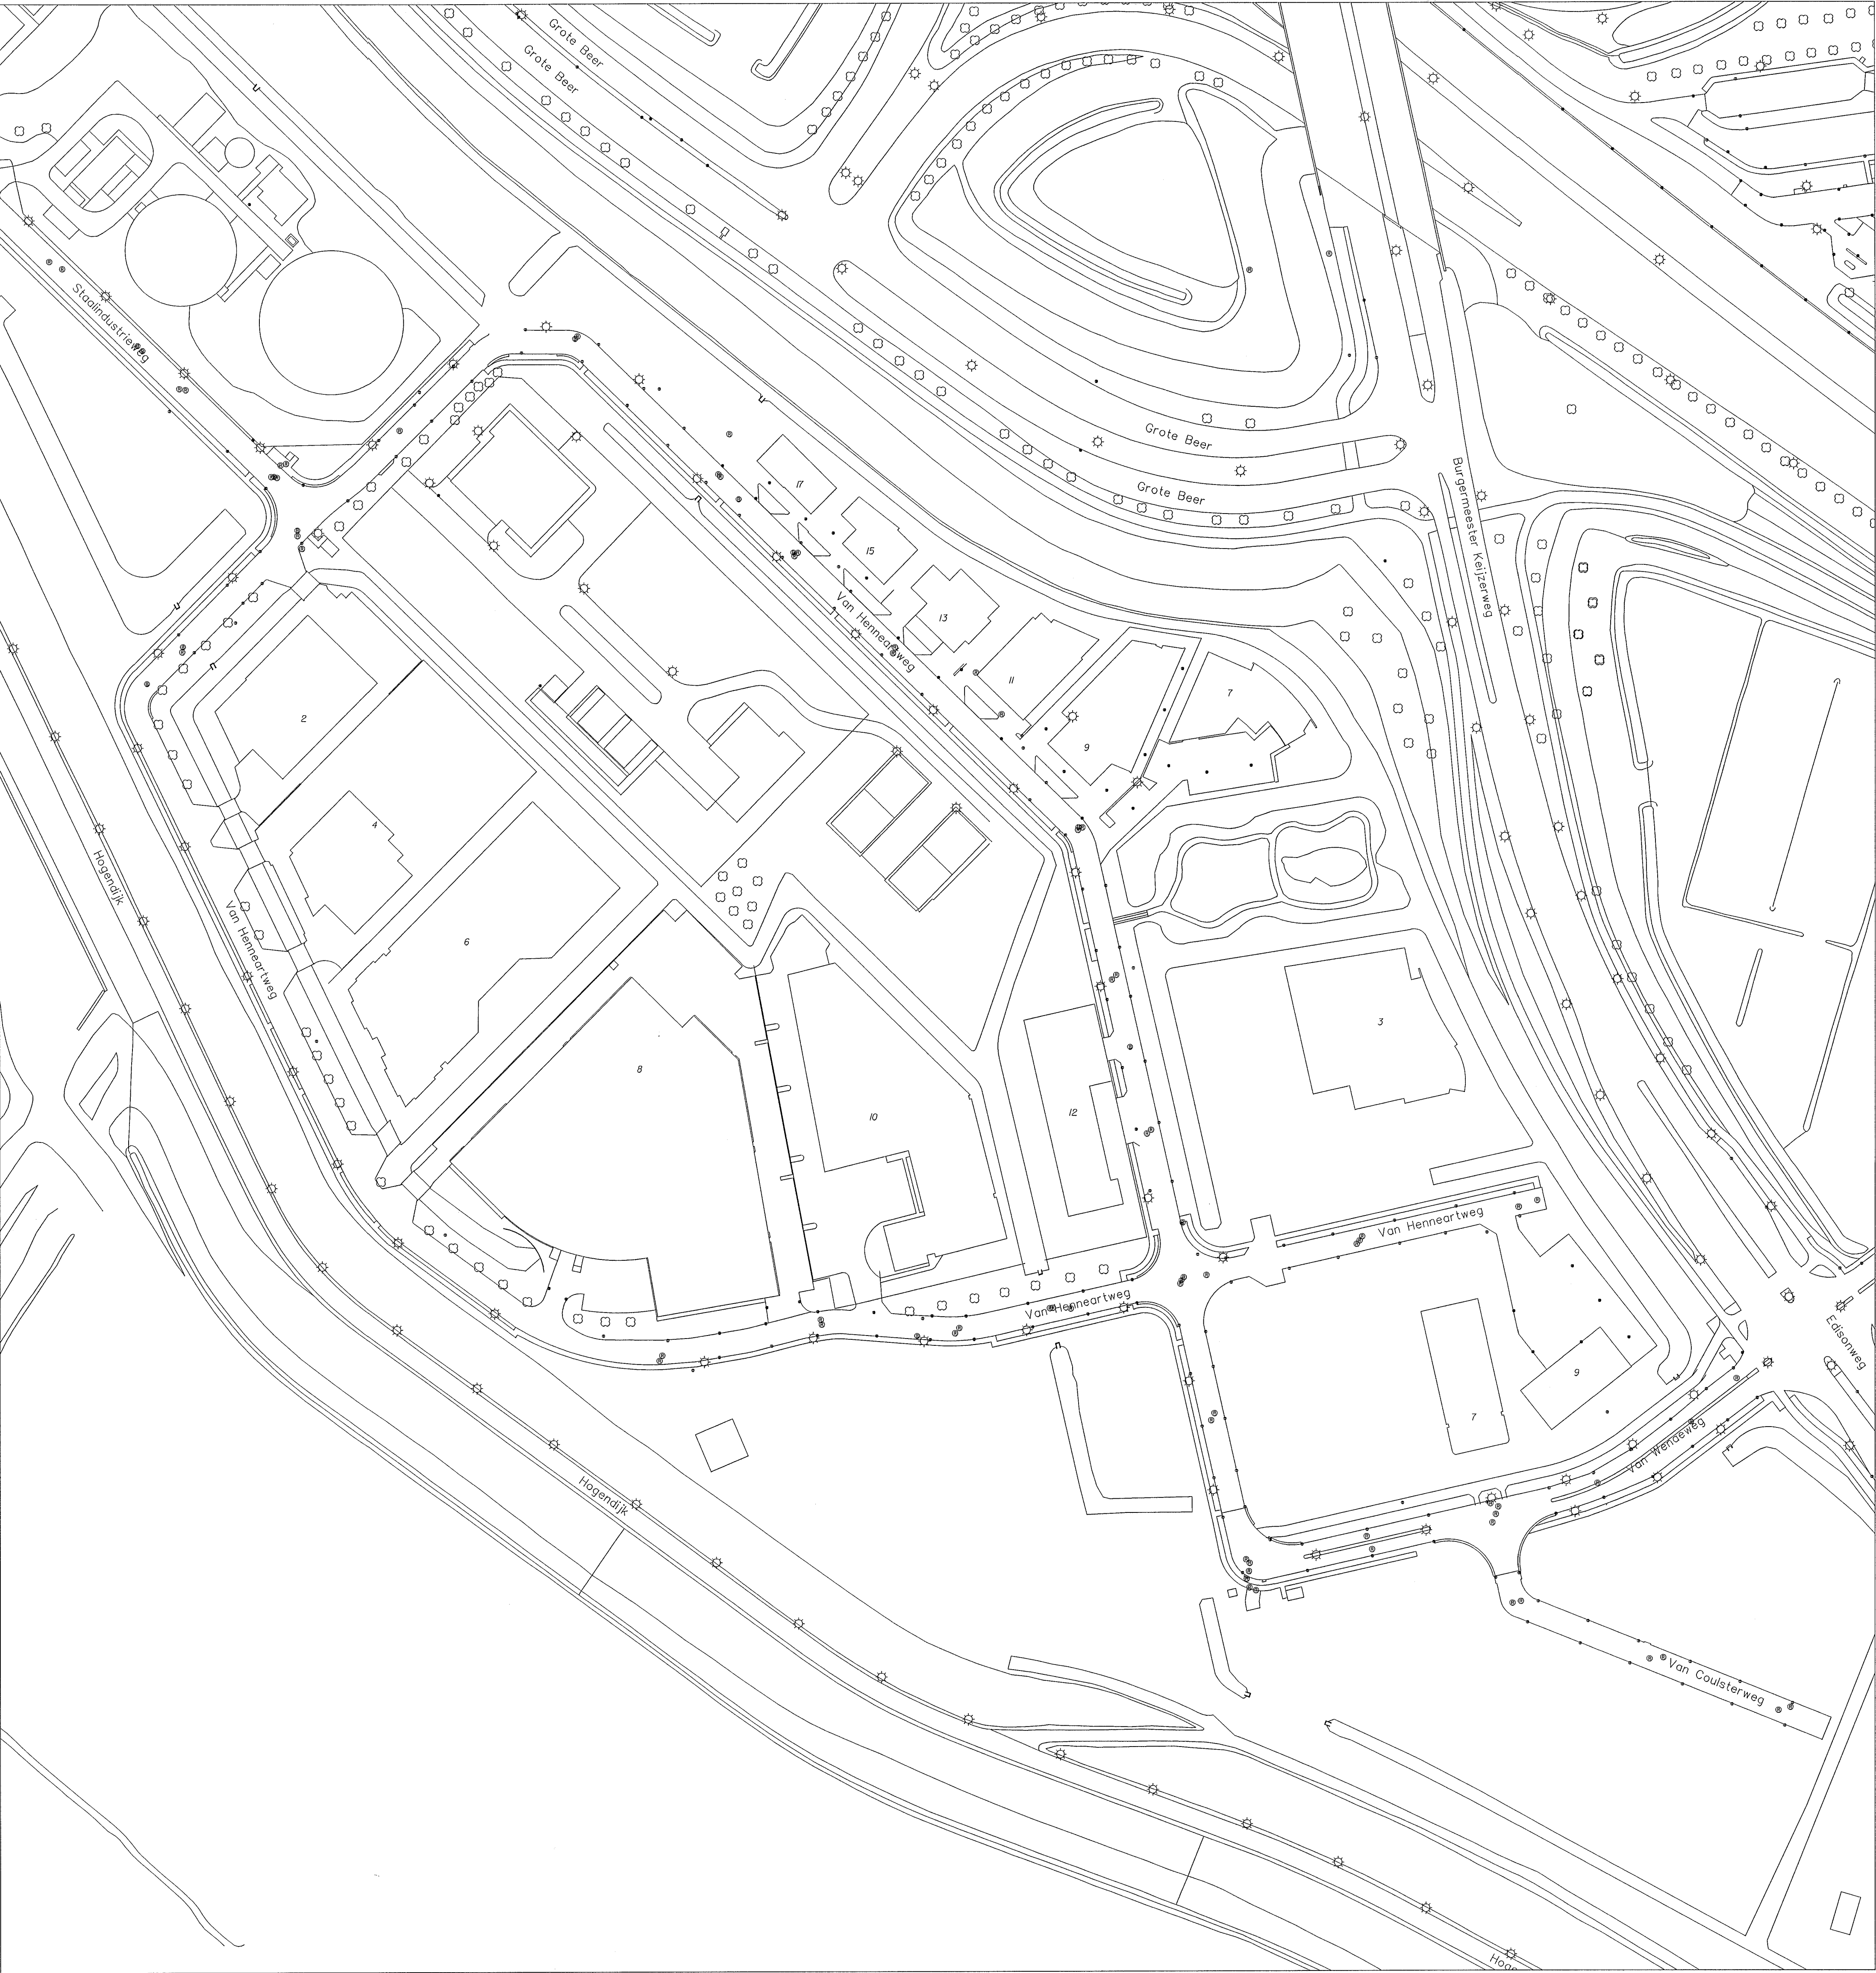 Grote Beer
Grote Beer
Staalindustrieweg
Grote Beer
Grote Beer
Burgermeester Keijzerweg
17
15
13
11
9
7
Van Henneartweg
2
4
6
8
10
12
3
Hogendijk
Van Henneartweg
Van Henneartweg
Van Henneartweg
7
9
Edisonweg
Van Wenaeweg
Van Coulsterweg
Hogendijk